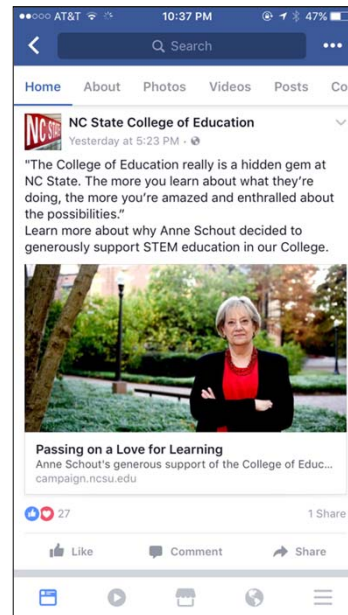 AT&T 10:37 PM 47%
Search
Home About Photos Videos Posts Co
NC STATE
NC State College of Education
Yesterday at 5:23 PM ·
"The College of Education really is a hidden gem at
NC State. The more you learn about what they're
doing, the more you're amazed and enthralled about
the possibilities."
Learn more about why Anne Schout decided to
generously support STEM education in our College.
Passing on a Love for Learning
Anne Schout's generous support of the College of Educ...
campaign.ncsu.edu
27 1 Share
Like Comment Share